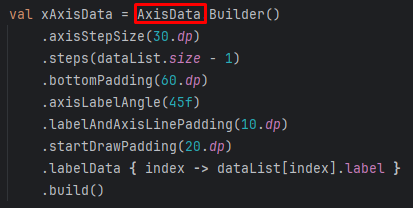 val xAxisData = AxisData.Builder()
    .axisStepSize(30.dp)
    .steps(dataList.size - 1)
    .bottomPadding(60.dp)
    .axisLabelAngle(45f)
    .labelAndAxisLinePadding(10.dp)
    .startDrawPadding(20.dp)
    .labelData { index -> dataList[index].label }
    .build()